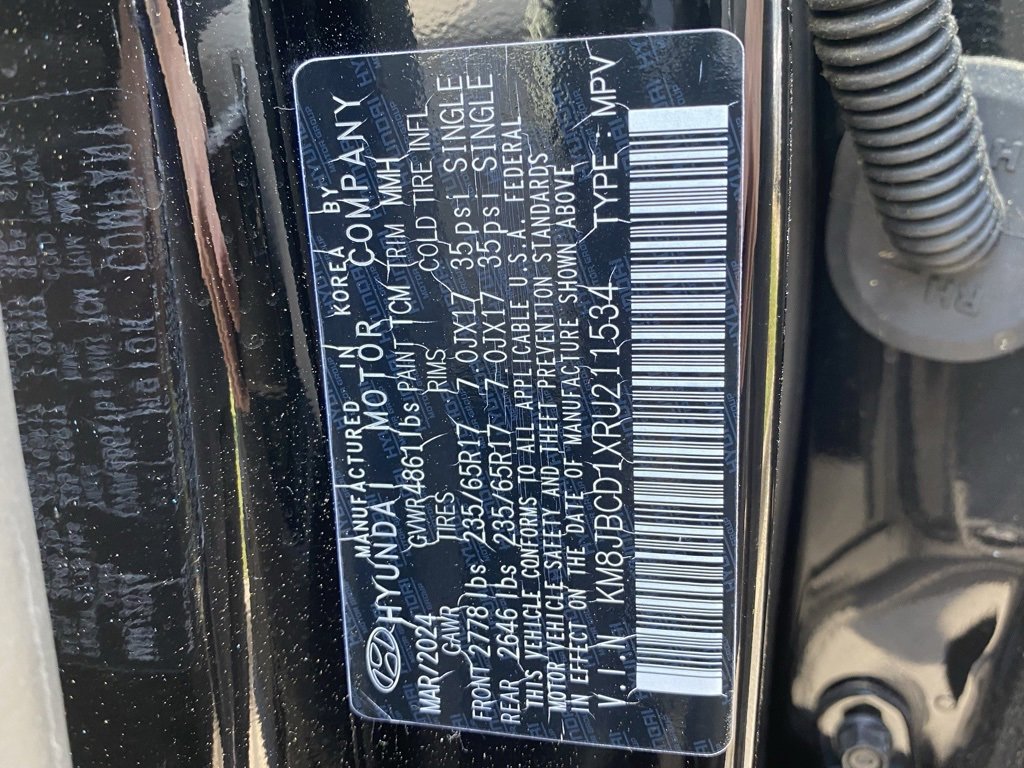 MANUFACTURED IN KOREA BY
HYUNDAI MOTOR COMPANY
MAR/2024 GVWR 4861lbs PAINT TCM TRIM MMH
GAWR TIRES RIMS COLD TIRE INFL
FRONT 2778 lbs 235/65R17 7.0JX17 35psi SINGLE
REAR 2646 lbs 235/65R17 7.0JX17 35psi SINGLE
THIS VEHICLE CONFORMS TO ALL APPLICABLE U.S.A. FEDERAL
MOTOR VEHICLE SAFETY AND THEFT PREVENTION STANDARDS
IN EFFECT ON THE DATE OF MANUFACTURE SHOWN ABOVE
V.I.N KM8JBCD1XRU211534 TYPE : MPV